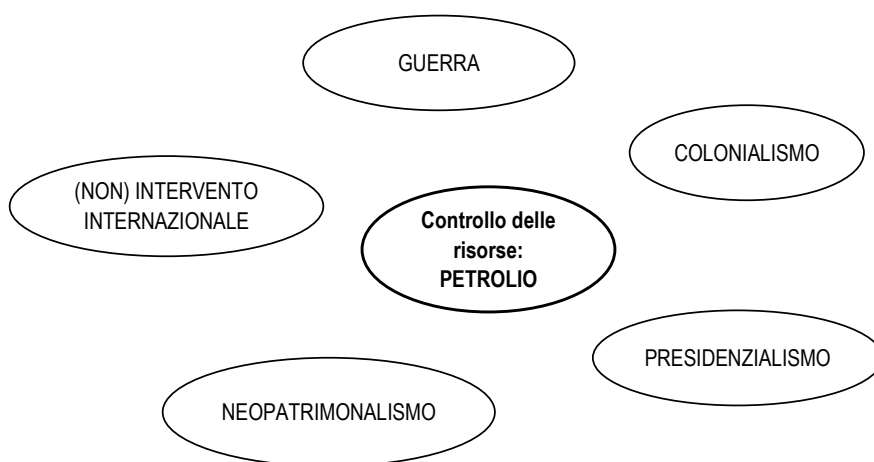 GUERRA
COLONIALISMO
(NON) INTERVENTO
INTERNAZIONALE
Controllo delle
risorse:
PETROLIO
PRESIDENZIALISMO
NEOPATRIMONALISMO